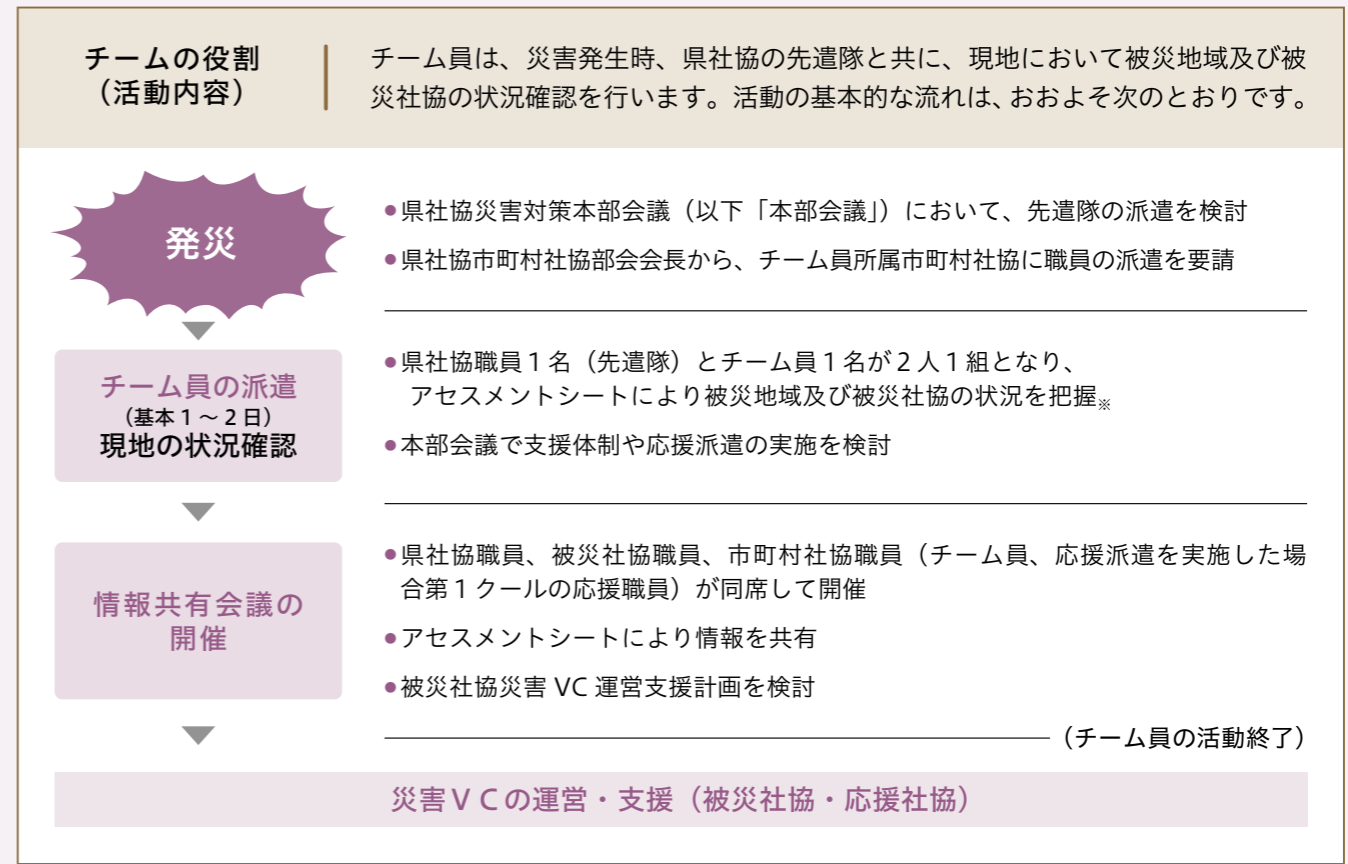 チームの役割
(活動内容)
チーム員は、災害発生時、県社協の先遣隊と共に、現地において被災地域及び被
災社協の状況確認を行います。活動の基本的な流れは、おおよそ次のとおりです。
発災
●県社協災害対策本部会議（以下「本部会議」）において、先遣隊の派遣を検討
●県社協市町村社協部会会長から、チーム員所属市町村社協に職員の派遣を要請
チーム員の派遣
(基本１～２日)
現地の状況確認
●県社協職員１名（先遣隊）とチーム員１名が２人１組となり、
アセスメントシートにより被災地域及び被災社協の状況を把握※
●本部会議で支援体制や応援派遣の実施を検討
情報共有会議の
開催
●県社協職員、被災社協職員、市町村社協職員（チーム員、応援派遣を実施した場
合第１クールの応援職員）が同席して開催
●アセスメントシートにより情報を共有
●被災社協災害 VC 運営支援計画を検討
（チーム員の活動終了）
災害ＶＣの運営・支援（被災社協・応援社協）